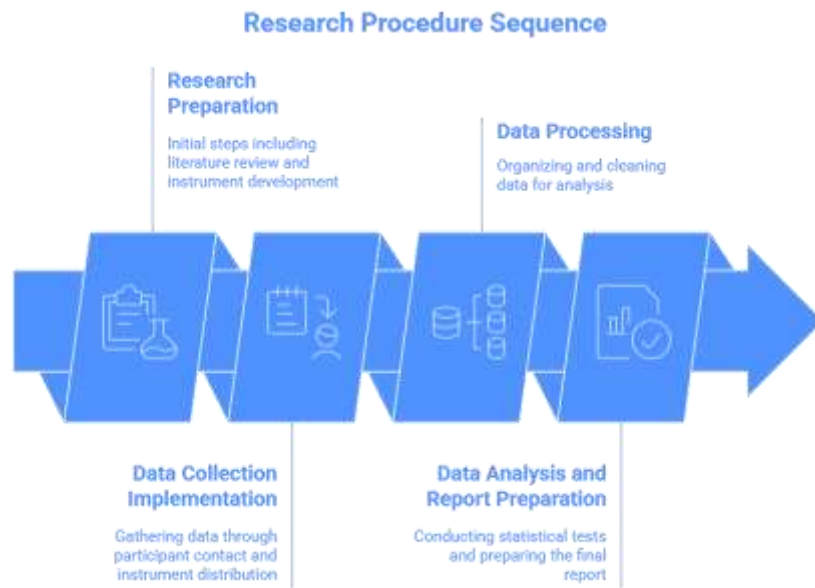 Research Procedure Sequence
Research
Preparation
Initial steps including
literature review and
instrument development
Data Processing
Organizing and cleaning
data for analysis
Data Collection
Implementation
Gathering data through
participant contact and
instrument distribution
Data Analysis and
Report Preparation
Conducting statistical tests
and preparing the final
report